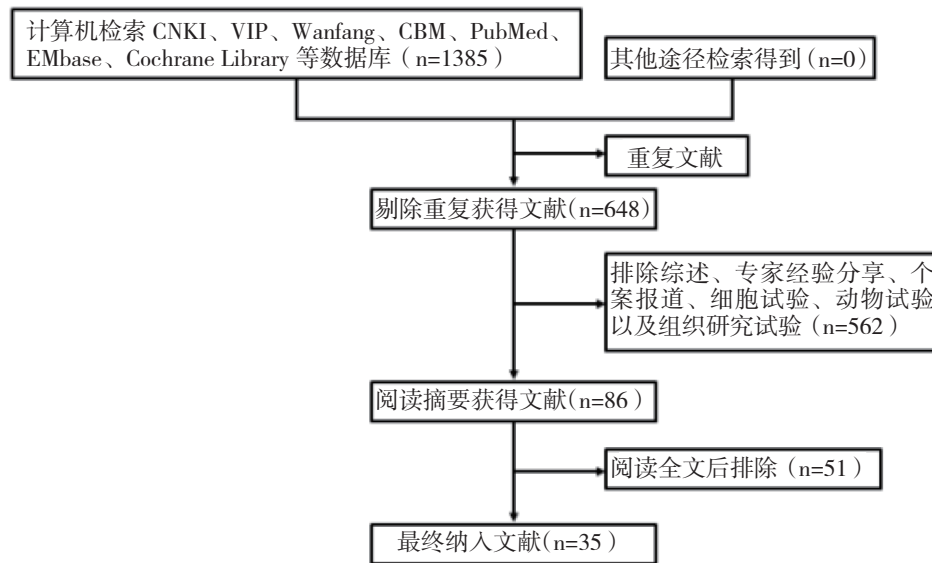 计算机检索 CNKI、VIP、Wanfang、CBM、PubMed、
EMbase、Cochrane Library 等数据库（n=1385）
其他途径检索得到（n=0）
重复文献
剔除重复获得文献（n=648）
排除综述、专家经验分享、个
案报道、细胞试验、动物试验
以及组织研究试验（n=562）
阅读摘要获得文献（n=86）
阅读全文后排除（n=51）
最终纳入文献（n=35）